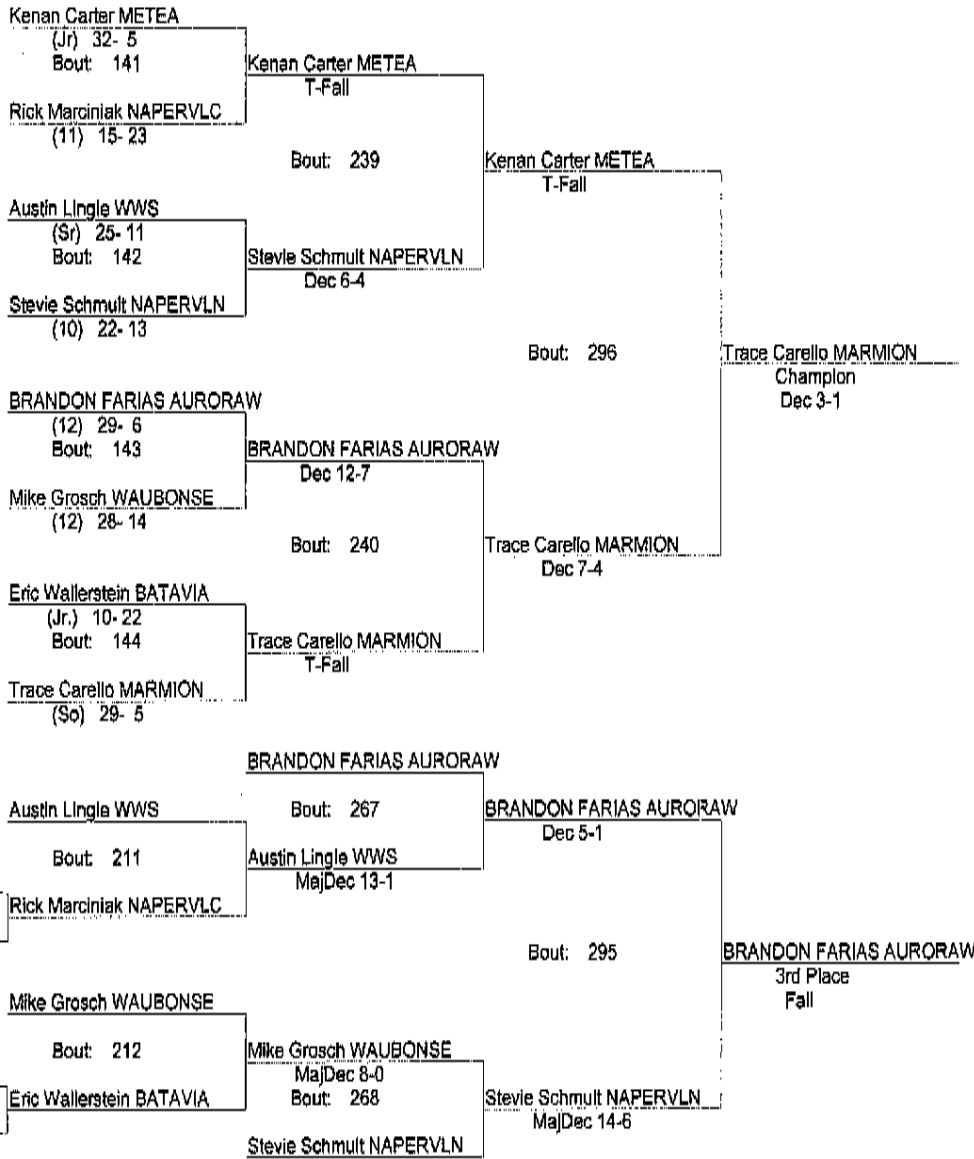 Kenan Carter METEA
(Jr) 32- 5
Bout: 141
Kenan Carter METEA
T-Fall
Rick Marciniak NAPERVLC
(11) 15- 23
Bout: 239
Kenan Carter METEA
T-Fall
Austin Lingle WWS
(Sr) 25- 11
Bout: 142
Stevie Schmult NAPERVLN
Dec 6-4
Stevie Schmult NAPERVLN
(10) 22- 13
Bout: 296
Trace Carello MARMION
Champion
Dec 3-1
BRANDON FARIAS AURORAW
(12) 29- 6
Bout: 143
BRANDON FARIAS AURORAW
Dec 12-7
Mike Grosch WAUBONSE
(12) 28- 14
Bout: 240
Trace Carello MARMION
Dec 7-4
Eric Wallerstein BATAVIA
(Jr.) 10- 22
Bout: 144
Trace Carello MARMION
T-Fall
Trace Carello MARMION
(So) 29- 5
BRANDON FARIAS AURORAW
Austin Lingle WWS
Bout: 267
BRANDON FARIAS AURORAW
Dec 5-1
Bout: 211
Austin Lingle WWS
MajDec 13-1
Rick Marciniak NAPERVLC
Bout: 295
BRANDON FARIAS AURORAW
3rd Place
Fall
Mike Grosch WAUBONSE
Bout: 212
Mike Grosch WAUBONSE
MajDec 8-0
Bout: 268
Eric Wallerstein BATAVIA
Stevie Schmult NAPERVLN
MajDec 14-6
Stevie Schmult NAPERVLN